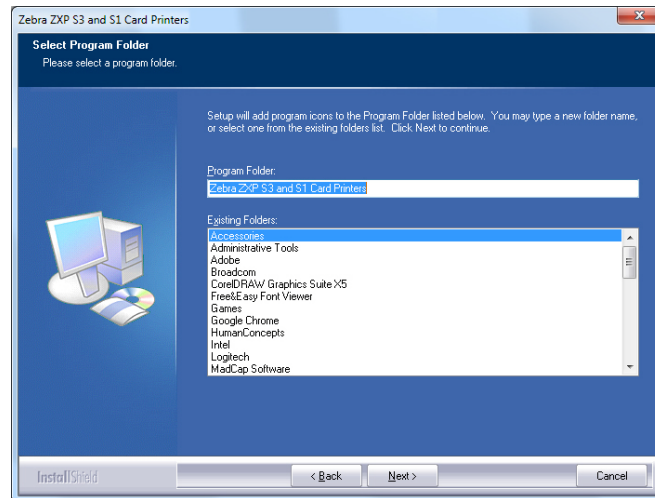 Zebra ZXP S3 and S1 Card Printers
Select Program Folder
Please select a program folder.
Setup will add program icons to the Program Folder listed below. You may type a new folder name,
or select one from the existing folders list. Click Next to continue.
Program Folder:
Zebra ZXP S3 and S1 Card Printers
Existing Folders:
Accessories
Administrative Tools
Adobe
Broadcom
CorelDRAW Graphics Suite X5
Free&Easy Font Viewer
Games
Google Chrome
HumanConcepts
Intel
Logitech
MadCap Software
InstallShield
< Back
Next >
Cancel